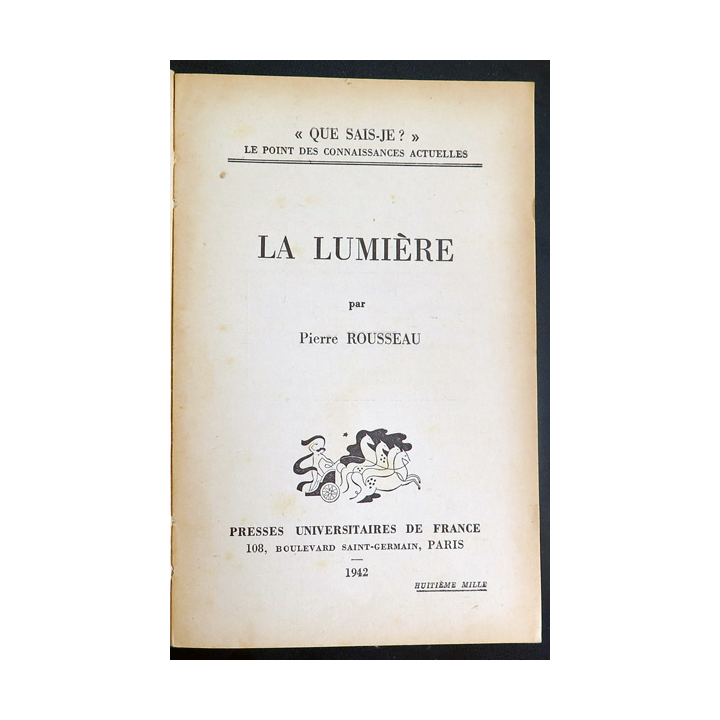 « QUE SAIS-JE ? »
LE POINT DES CONNAISSANCES ACTUELLES
LA LUMIÈRE
par
Pierre ROUSSEAU
PRESSES UNIVERSITAIRES DE FRANCE
108, BOULEVARD SAINT-GERMAIN, PARIS
1942
HUITIÈME MILLE